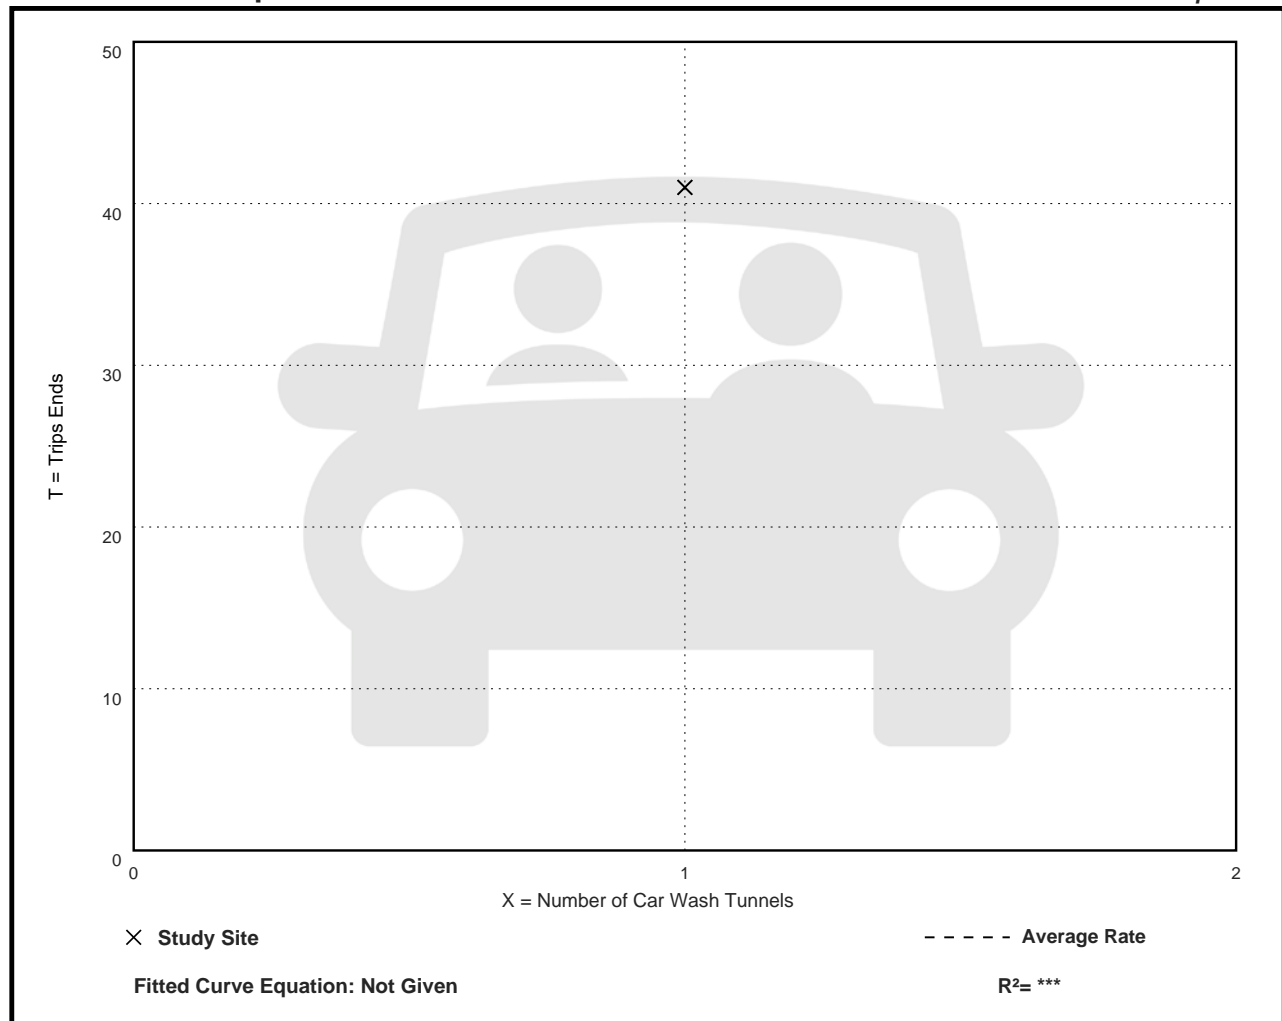 50
40
30
20
10
0
T = Trips Ends
0 1 2
X = Number of Car Wash Tunnels
Study Site
Average Rate
Fitted Curve Equation: Not Given
R²= ***